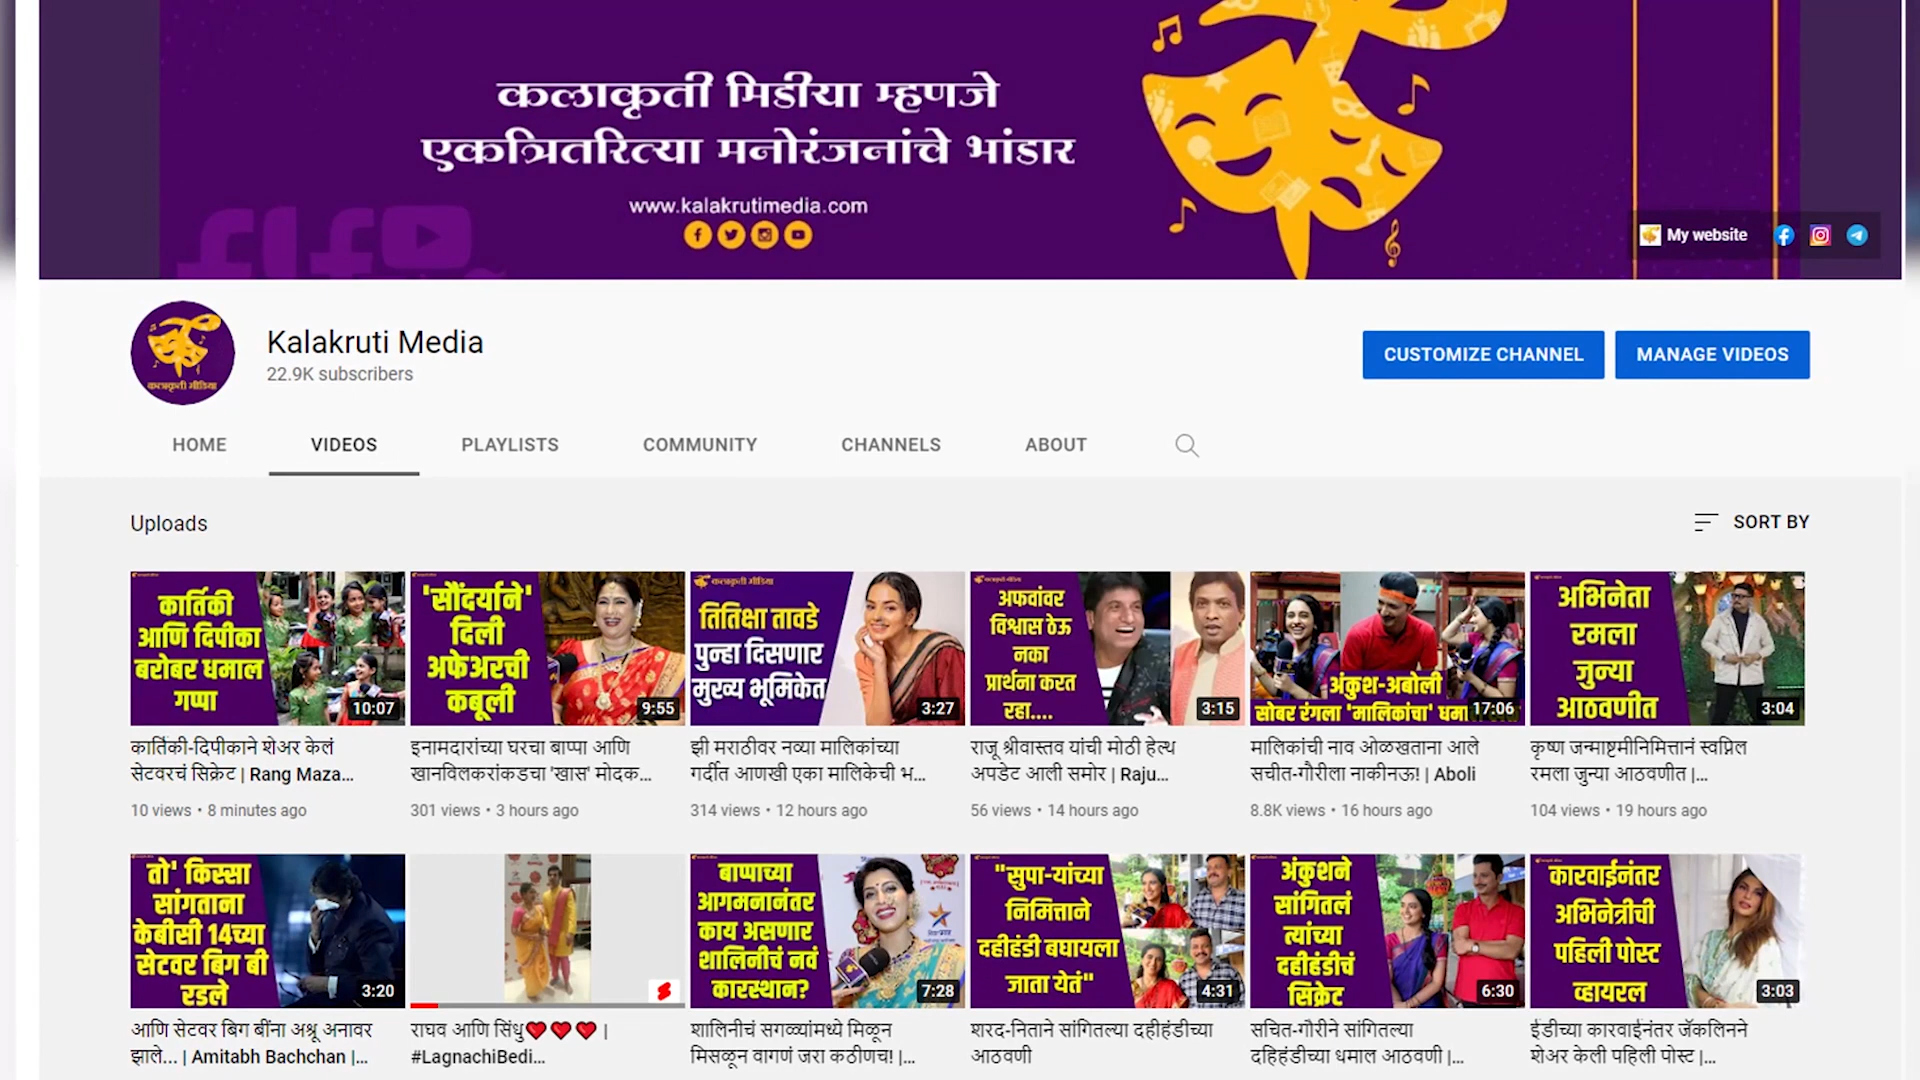 कलाकृती मिडीया म्हणजे
एकत्रितरित्या मनोरंजनांचे भांडार
www.kalakrutimedia.com
My website
कलाकृती मीडिया
Kalakruti Media
22.9K subscribers
CUSTOMIZE CHANNEL
MANAGE VIDEOS
HOME
VIDEOS
PLAYLISTS
COMMUNITY
CHANNELS
ABOUT
Uploads
SORT BY
कार्तिकी
आणि दिपीका
बरोबर धमाल
गप्पा
10:07
कार्तिकी-दिपीकाने शेअर केलं
सेटवरचं सिक्रेट | Rang Maza...
10 views • 8 minutes ago
'सौंदर्याने'
दिली
अफेअरची
कबूली
9:55
इनामदारांच्या घरचा बाप्पा आणि
खानविलकरांकडचा 'खास' मोदक...
301 views • 3 hours ago
कलाकृती मीडिया
तितिक्षा तावडे
पुन्हा दिसणार
मुख्य भूमिकेत
3:27
झी मराठीवर नव्या मालिकांच्या
गर्दीत आणखी एका मालिकेची भ...
314 views • 12 hours ago
कलाकृती मीडिया
अफवांवर
विश्वास ठेऊ
नका
प्रार्थना करत
रहा....
3:15
राजू श्रीवास्तव यांची मोठी हेल्थ
अपडेट आली समोर | Raju...
56 views • 14 hours ago
अंकुश-अबोली
सोबर रंगला 'मालिकांचा'
17:06
मालिकांची नाव ओळखताना आले
सचीत-गौरीला नाकीनऊ! | Aboli
8.8K views • 16 hours ago
अभिनेता
रमला
जुन्या
आठवणीत
3:04
कृष्ण जन्माष्टमीनिमित्तानं स्वप्निल
रमला जुन्या आठवणीत |...
104 views • 19 hours ago
तो' किस्सा
सांगताना
केबीसी 14च्या
सेटवर बिग बी
रडले
3:20
आणि सेटवर बिग बींना अश्रू अनावर
झाले... | Amitabh Bachchan |...
राघव आणि सिंधु❤❤❤ |
#LagnachiBedi...
बाप्पाच्या
आगमनानंतर
काय असणार
शालिनीचं नवं
कारस्थान?
7:28
शालिनीचं सगळ्यांमध्ये मिळून
मिसळून वागणं जरा कठीणच! |...
"सुपा-यांच्या
निमित्ताने
दहीहंडी बघायला
जाता येतं"
4:31
शरद-निताने सांगितल्या दहीहंडीच्या
आठवणी
अंकुशने
सांगितलं
त्यांच्या
दहीहंडीचं
सिक्रेट
6:30
सचित-गौरीने सांगितल्या
दहिहंडीच्या धमाल आठवणी |...
कारवाईनंतर
अभिनेत्रीची
पहिली पोस्ट
व्हायरल
3:03
ईडीच्या कारवाईनंतर जॅकलिनने
शेअर केली पहिली पोस्ट |...